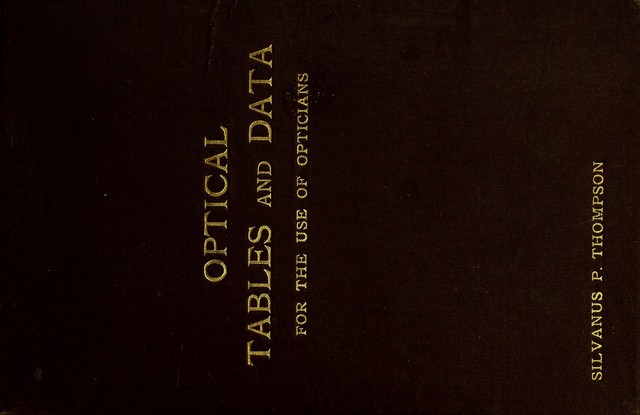 OPTICAL
TABLES AND DATA
FOR THE USE OF OPTICIANS
SILVANUS P. THOMPSON